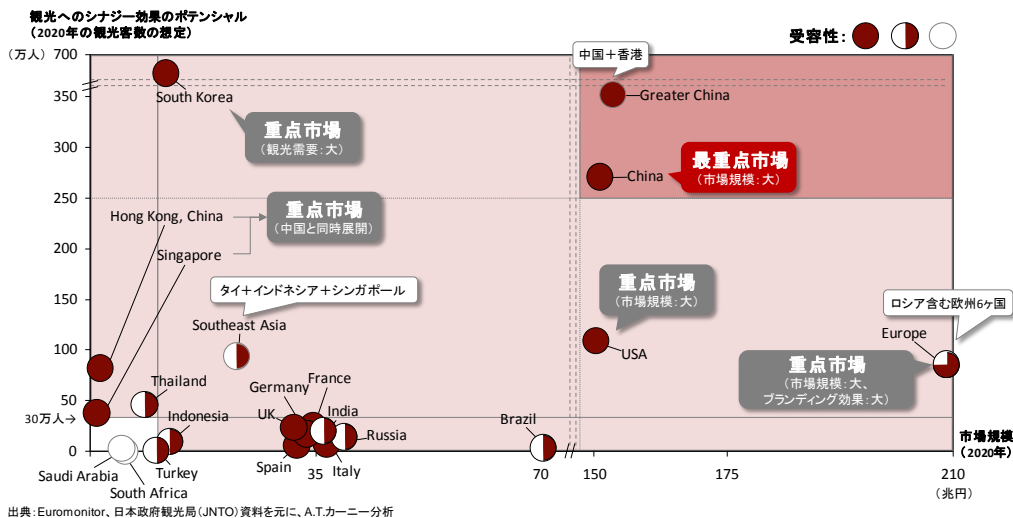 観光へのシナジー効果のポテンシャル
（2020年の観光客数の想定）
受容性：
（万人）
700
350
300
250
200
150
100
50
30万人→
0
中国＋香港
South Korea
Greater China
重点市場
（観光需要：大）
最重点市場
（市場規模：大）
China
Hong Kong, China
重点市場
（中国と同時展開）
Singapore
タイ＋インドネシア＋シンガポール
Southeast Asia
重点市場
（市場規模：大）
USA
ロシア含む欧州6ヶ国
Europe
重点市場
（市場規模：大、
ブランディング効果：大）
Thailand
Indonesia
Germany
France
UK
India
Russia
Brazil
Spain
Italy
Saudi Arabia
South Africa
Turkey
35
70
150
175
210
市場規模
（2020年）
（兆円）
出典：Euromonitor、日本政府観光局（JNTO）資料を元に、A.T.カーニー分析